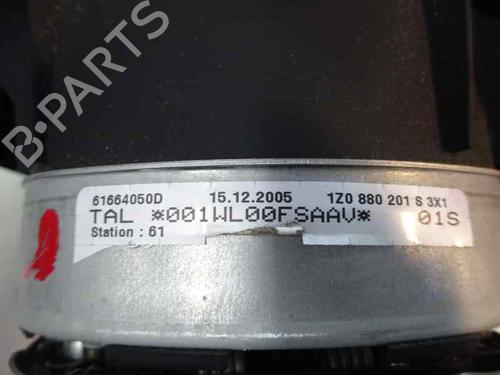 B-PARTS
61664050D 15.12.2005 1Z0 880 201 S 3X1
TAL *001WL00FSAAV* 01S
Station : 61